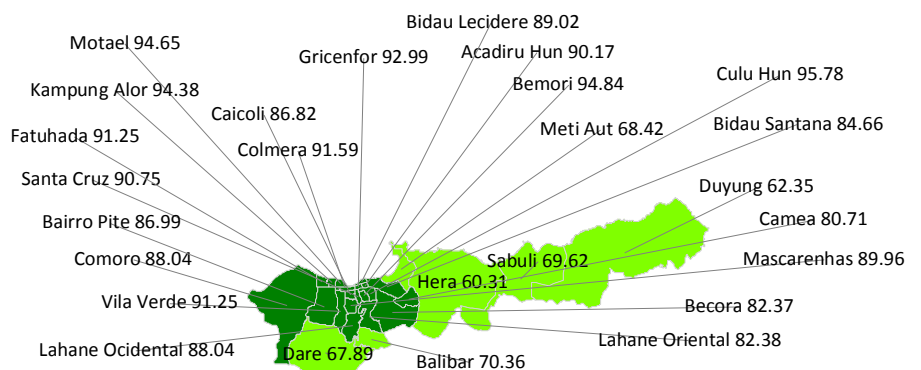 Bidau Lecidere 89.02
Motael 94.65
Gricenfor 92.99
Acadiru Hun 90.17
Culu Hun 95.78
Kampung Alor 94.38
Bemori 94.84
Caicoli 86.82
Bidau Santana 84.66
Fatuhada 91.25
Meti Aut 68.42
Colmera 91.59
Santa Cruz 90.75
Duyung 62.35
Bairro Pite 86.99
Camea 80.71
Comoro 88.04
Sabuli 69.62
Mascarenhas 89.96
Hera 60.31
Vila Verde 91.25
Becora 82.37
Lahane Oriental 82.38
Lahane Ocidental 88.04
Dare 67.89
Balibar 70.36